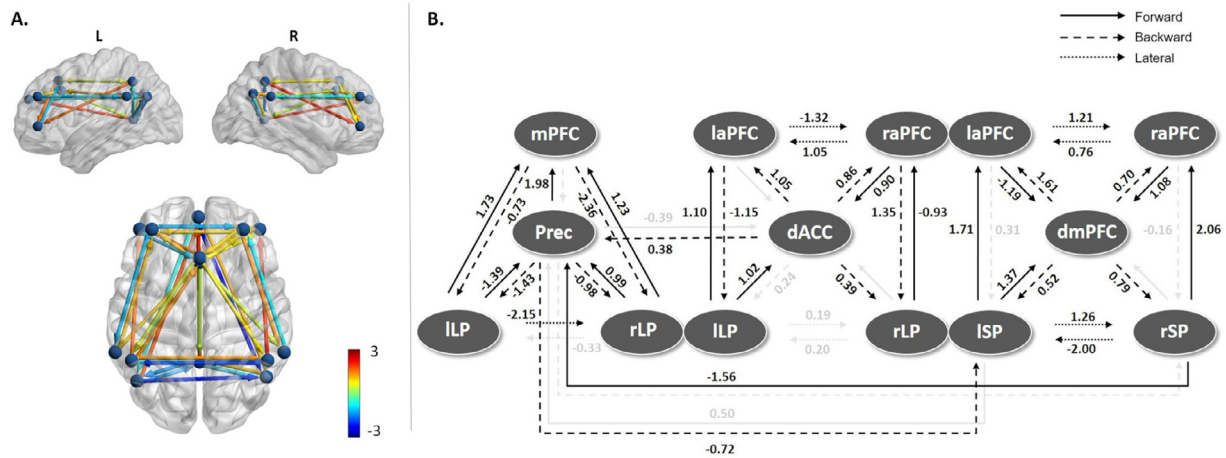 A.
L
R
3
-3
B.
Forward
Backward
Lateral
mPFC
laPFC
-1.32
1.05
raPFC
laPFC
1.21
0.76
raPFC
1.73
-0.73
1.98
-2.36
1.23
1.10
-1.15
1.05
0.86
0.90
1.35
-0.93
1.71
0.31
-1.19
1.61
0.70
1.08
-0.16
2.06
Prec
-0.39
0.38
dACC
dmPFC
-1.39
-1.43
-0.98
0.99
1.02
0.24
0.39
1.37
0.52
0.79
lLP
-2.15
-0.33
rLP
lLP
0.19
0.20
rLP
lSP
1.26
-2.00
rSP
-1.56
0.50
-0.72